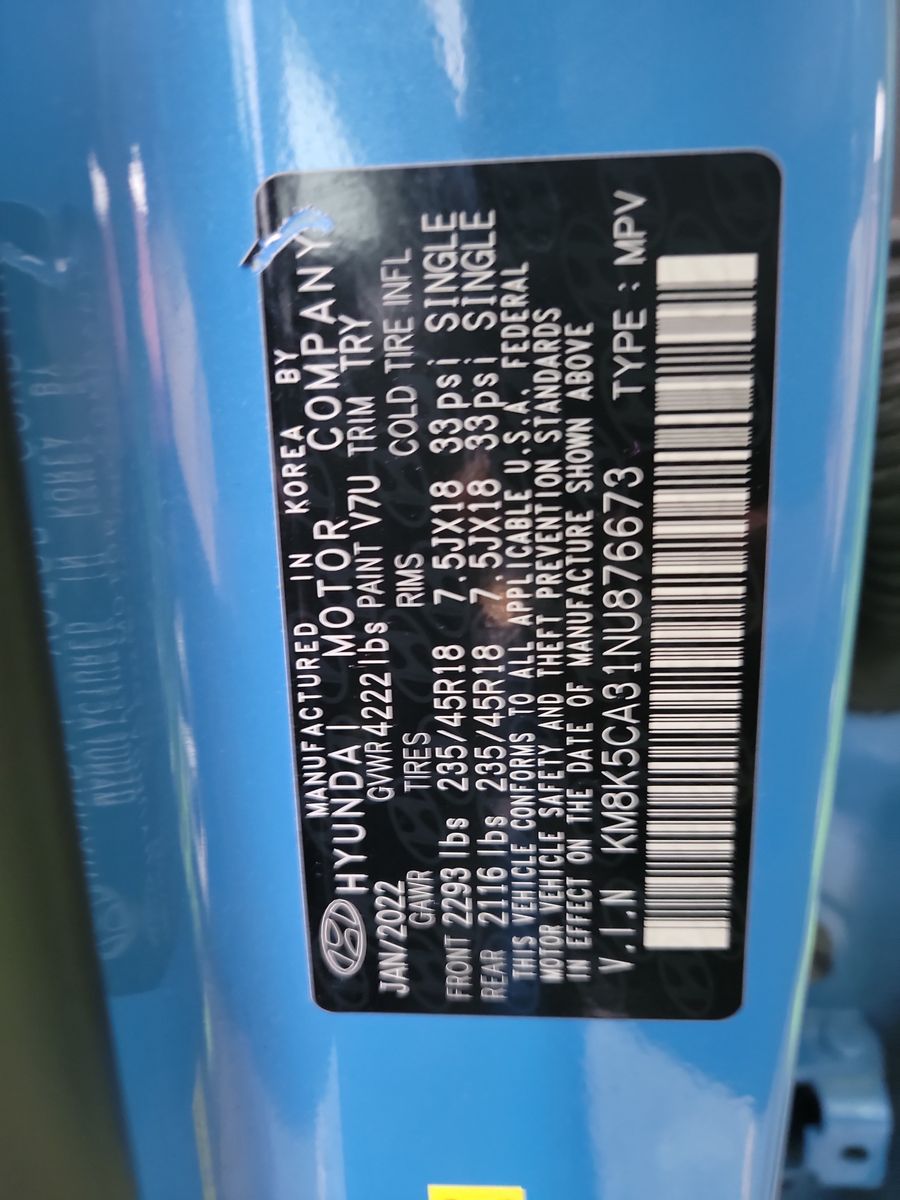 MANUFACTURED IN KOREA BY
HYUNDAI MOTOR COMPANY
JAN/2022 GVWR 4222 lbs PAINT V7U TRIM TRY
GAWR TIRES RIMS COLD TIRE INFL
FRONT 2293 lbs 235/45R18 7.5JX18 33psi SINGLE
REAR 2116 lbs 235/45R18 7.5JX18 33psi SINGLE
THIS VEHICLE CONFORMS TO ALL APPLICABLE U.S.A. FEDERAL
MOTOR VEHICLE SAFETY AND THEFT PREVENTION STANDARDS
IN EFFECT ON THE DATE OF MANUFACTURE SHOWN ABOVE
V.I.N KM8K5CA31NU876673 TYPE : MPV